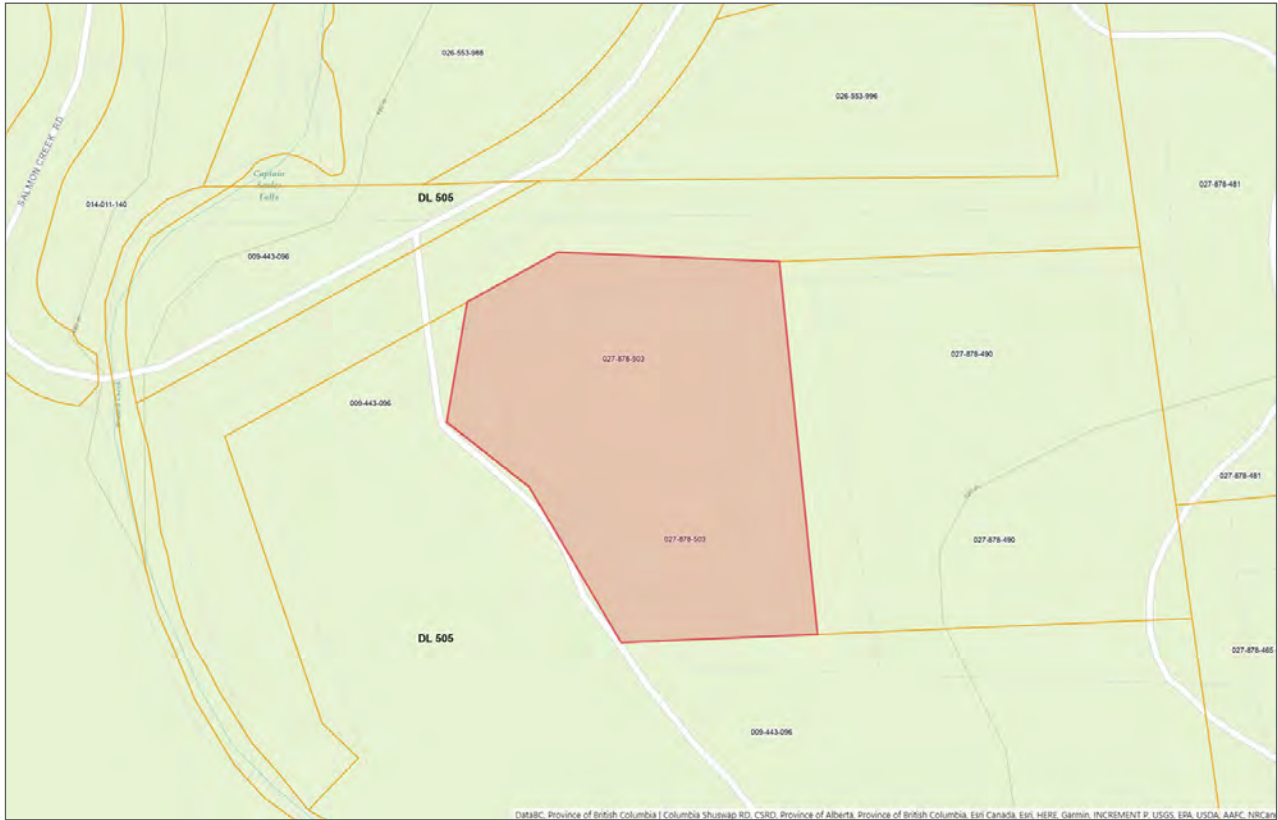 026-553-988
026-553-996
SALMON CREEK RD
027-878-481
Captain
Falls
DL 505
014-011-140
009-443-096
027-878-503
027-878-490
009-443-096
027-878-481
027-878-503
027-878-490
DL 505
027-878-465
009-443-096
DataBC, Province of British Columbia | Columbia Shuswap RD, CSRD, Province of Alberta, Province of British Columbia, Esri Canada, Esri, HERE, Garmin, INCREMENT P, USGS, EPA, USDA, AAFC, NRCan